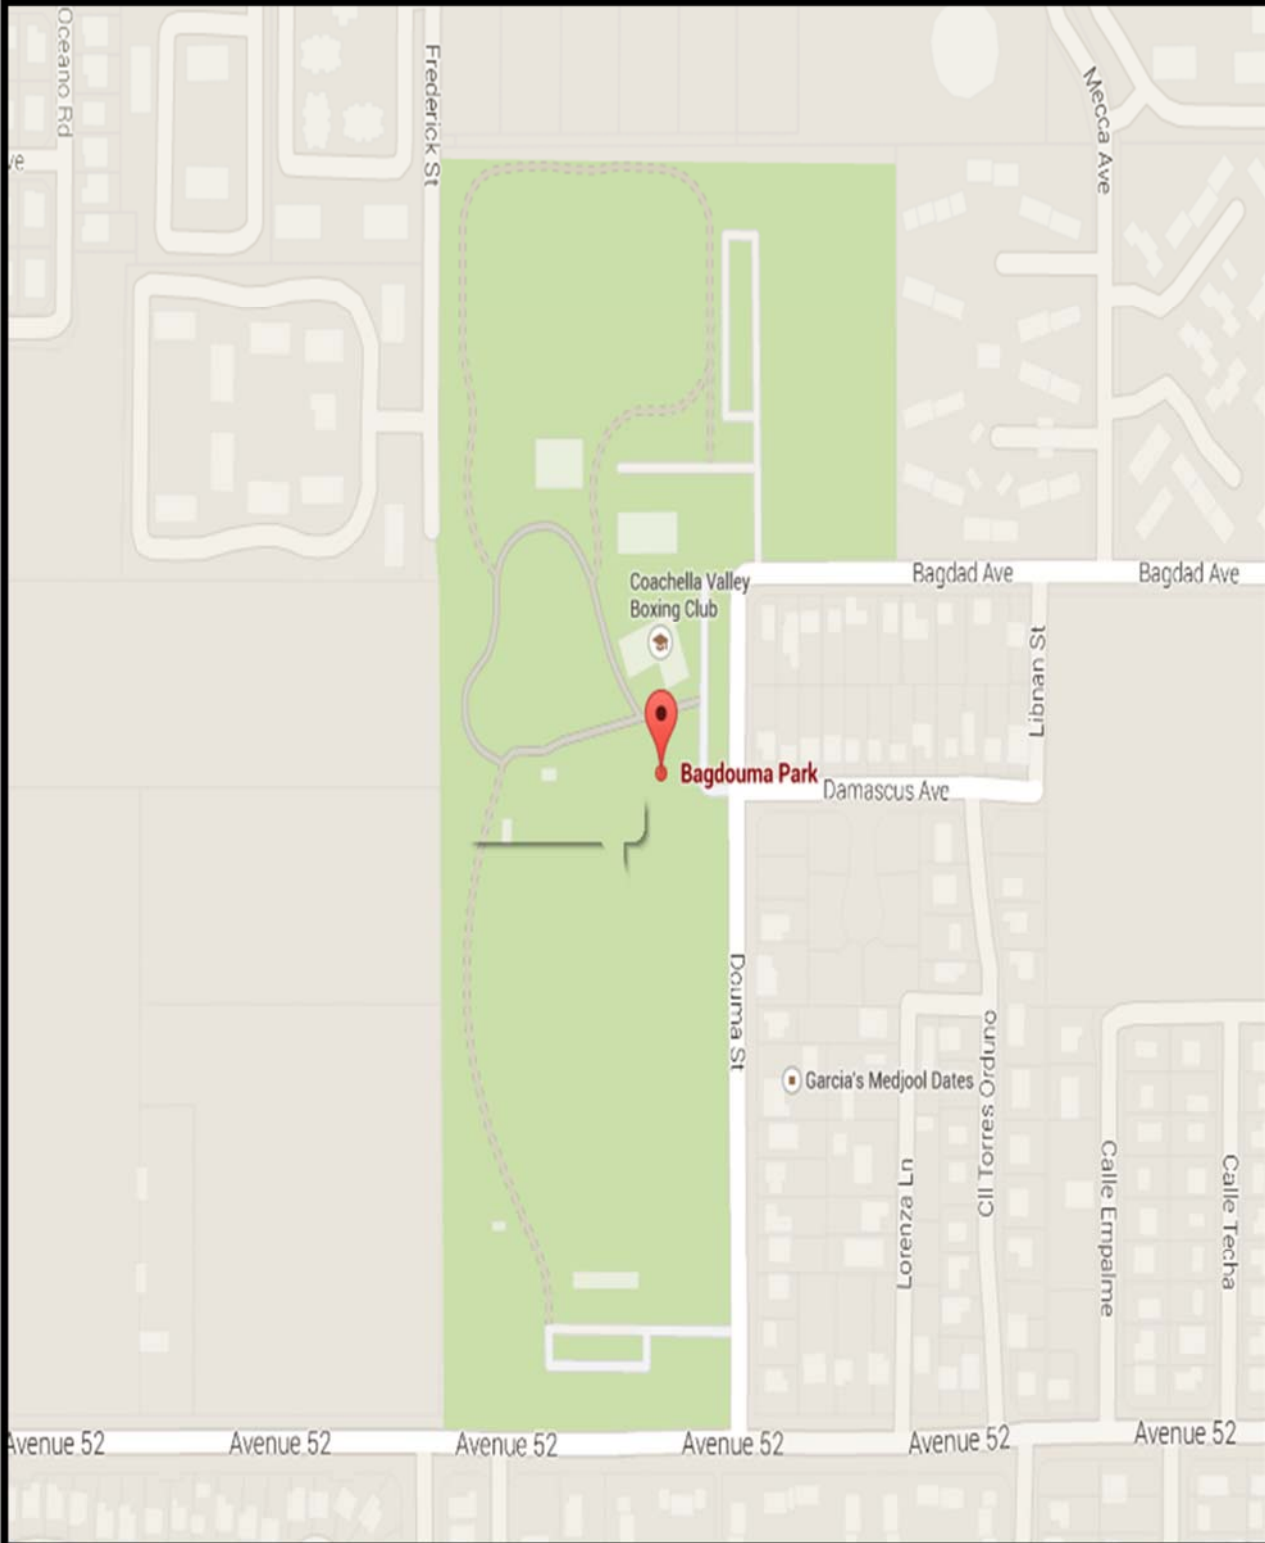 Oceano Rd
Frederick St
Mecca Ave
Coachella Valley
Boxing Club
Bagdad Ave
Bagdad Ave
Libnan St
Bagdouma Park
Damascus Ave
Douma St
Garcia's Medjool Dates
Cll Torres Orduno
Lorenza Ln
Calle Empalme
Calle Techa
Avenue 52
Avenue 52
Avenue 52
Avenue 52
Avenue 52
Avenue 52